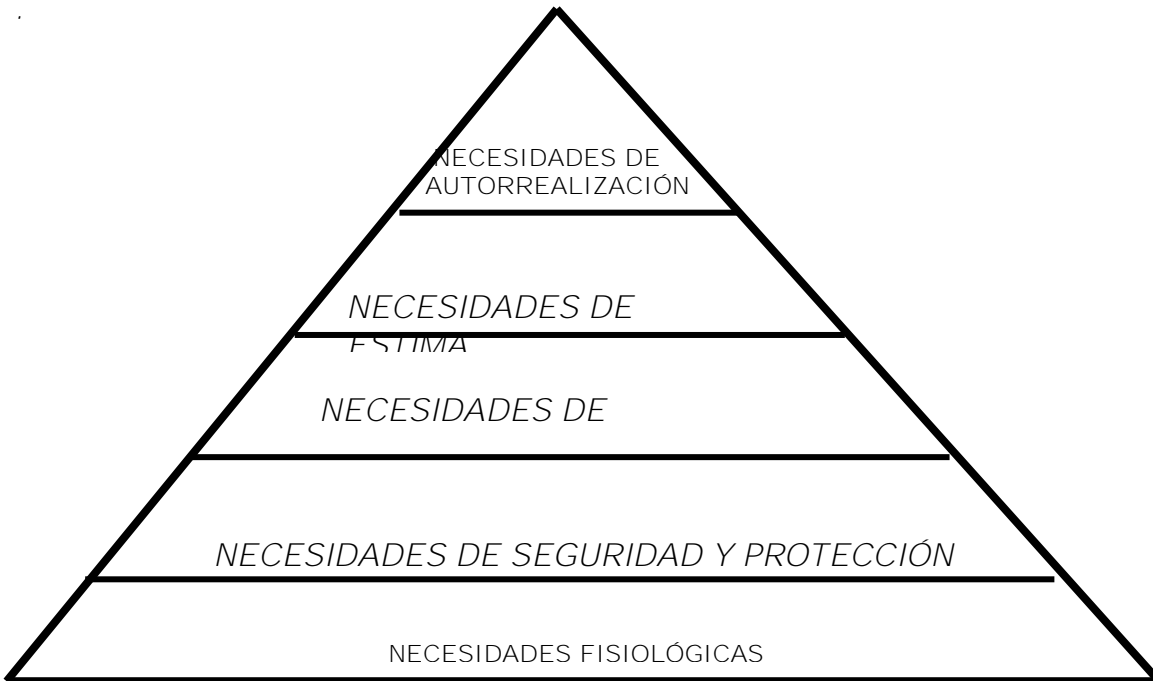 NECESIDADES DE
AUTORREALIZACIÓN
NECESIDADES DE
ESTIMA
NECESIDADES DE
NECESIDADES DE SEGURIDAD Y PROTECCIÓN
NECESIDADES FISIOLÓGICAS